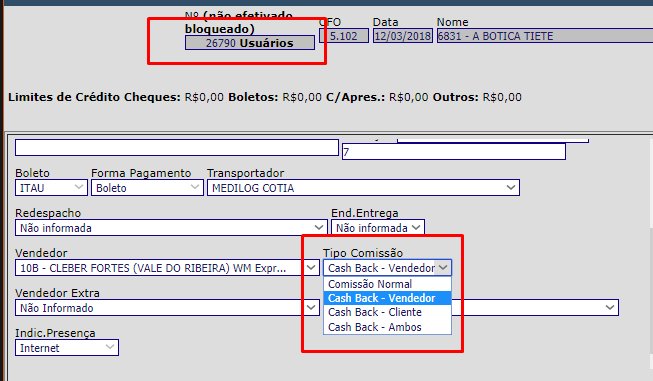 Nº (não efetivado bloqueado) CFO Data Nome
26790 Usuários 5.102 12/03/2018 6831 - A BOTICA TIETE
Limites de Crédito Cheques: R$0,00 Boletos: R$0,00 C/Apres.: R$0,00 Outros: R$0,00
7
Boleto Forma Pagamento Transportador
ITAU Boleto MEDILOG COTIA
Redespacho End.Entrega
Não informada Não informada
Vendedor Tipo Comissão
10B - CLEBER FORTES (VALE DO RIBEIRA) WM Expr... Cash Back - Vendedor
Vendedor Extra Comissão Normal
Não Informado Cash Back - Vendedor
Cash Back - Cliente
Cash Back - Ambos
Indic.Presença
Internet